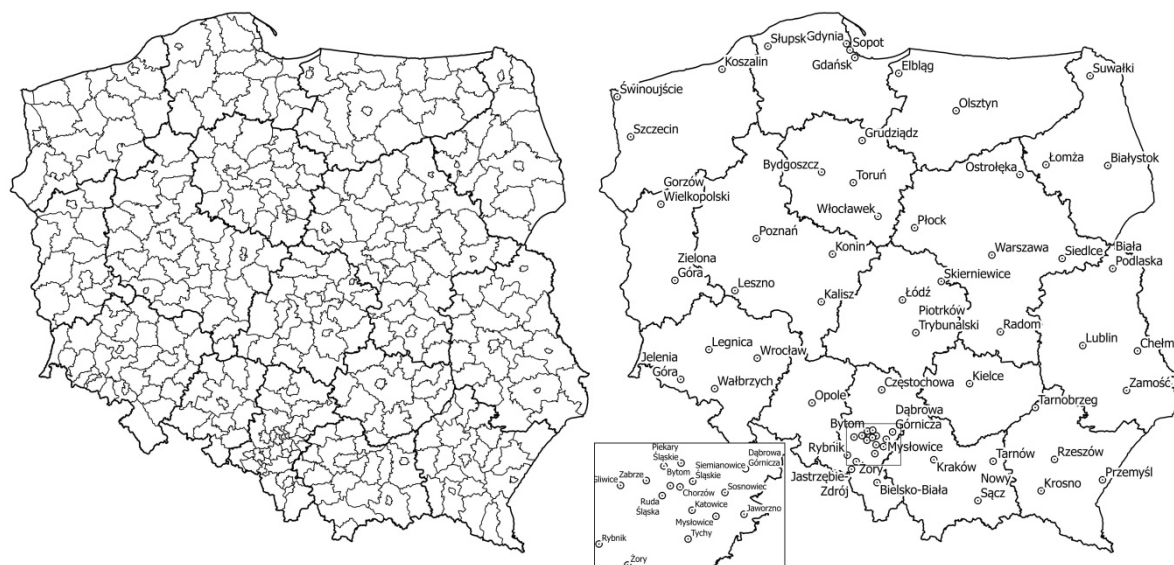 Słupsk
Gdynia
Sopot
Gdańsk
Koszalin
Elbląg
Suwałki
Świnoujście
Olsztyn
Szczecin
Grudziądz
Łomża
Białystok
Ostrołęka
Bydgoszcz
Toruń
Gorzów
Wielkopolski
Włocławek
Płock
Poznań
Konin
Warszawa
Siedlce
Biała
Podlaska
Zielona
Góra
Leszno
Skierniewice
Kalisz
Łódź
Piotrków
Trybunalski
Radom
Legnica
Wrocław
Lublin
Chełm
Jelenia
Góra
Wałbrzych
Częstochowa
Kielce
Zamość
Opole
Tarnobrzeg
Dąbrowa
Górnicza
Bytom
Mysłowice
Rybnik
Żory
Jastrzębie
Zdrój
Bielsko-Biała
Kraków
Tarnów
Nowy
Sącz
Rzeszów
Krosno
Przemyśl
Piekary
Śląskie
Dąbrowa
Górnicza
Siemianowice
Śląskie
Bytom
Zabrze
Gliwice
Sosnowiec
Chorzów
Ruda
Śląska
Katowice
Jaworzno
Mysłowice
Tychy
Rybnik
Żory